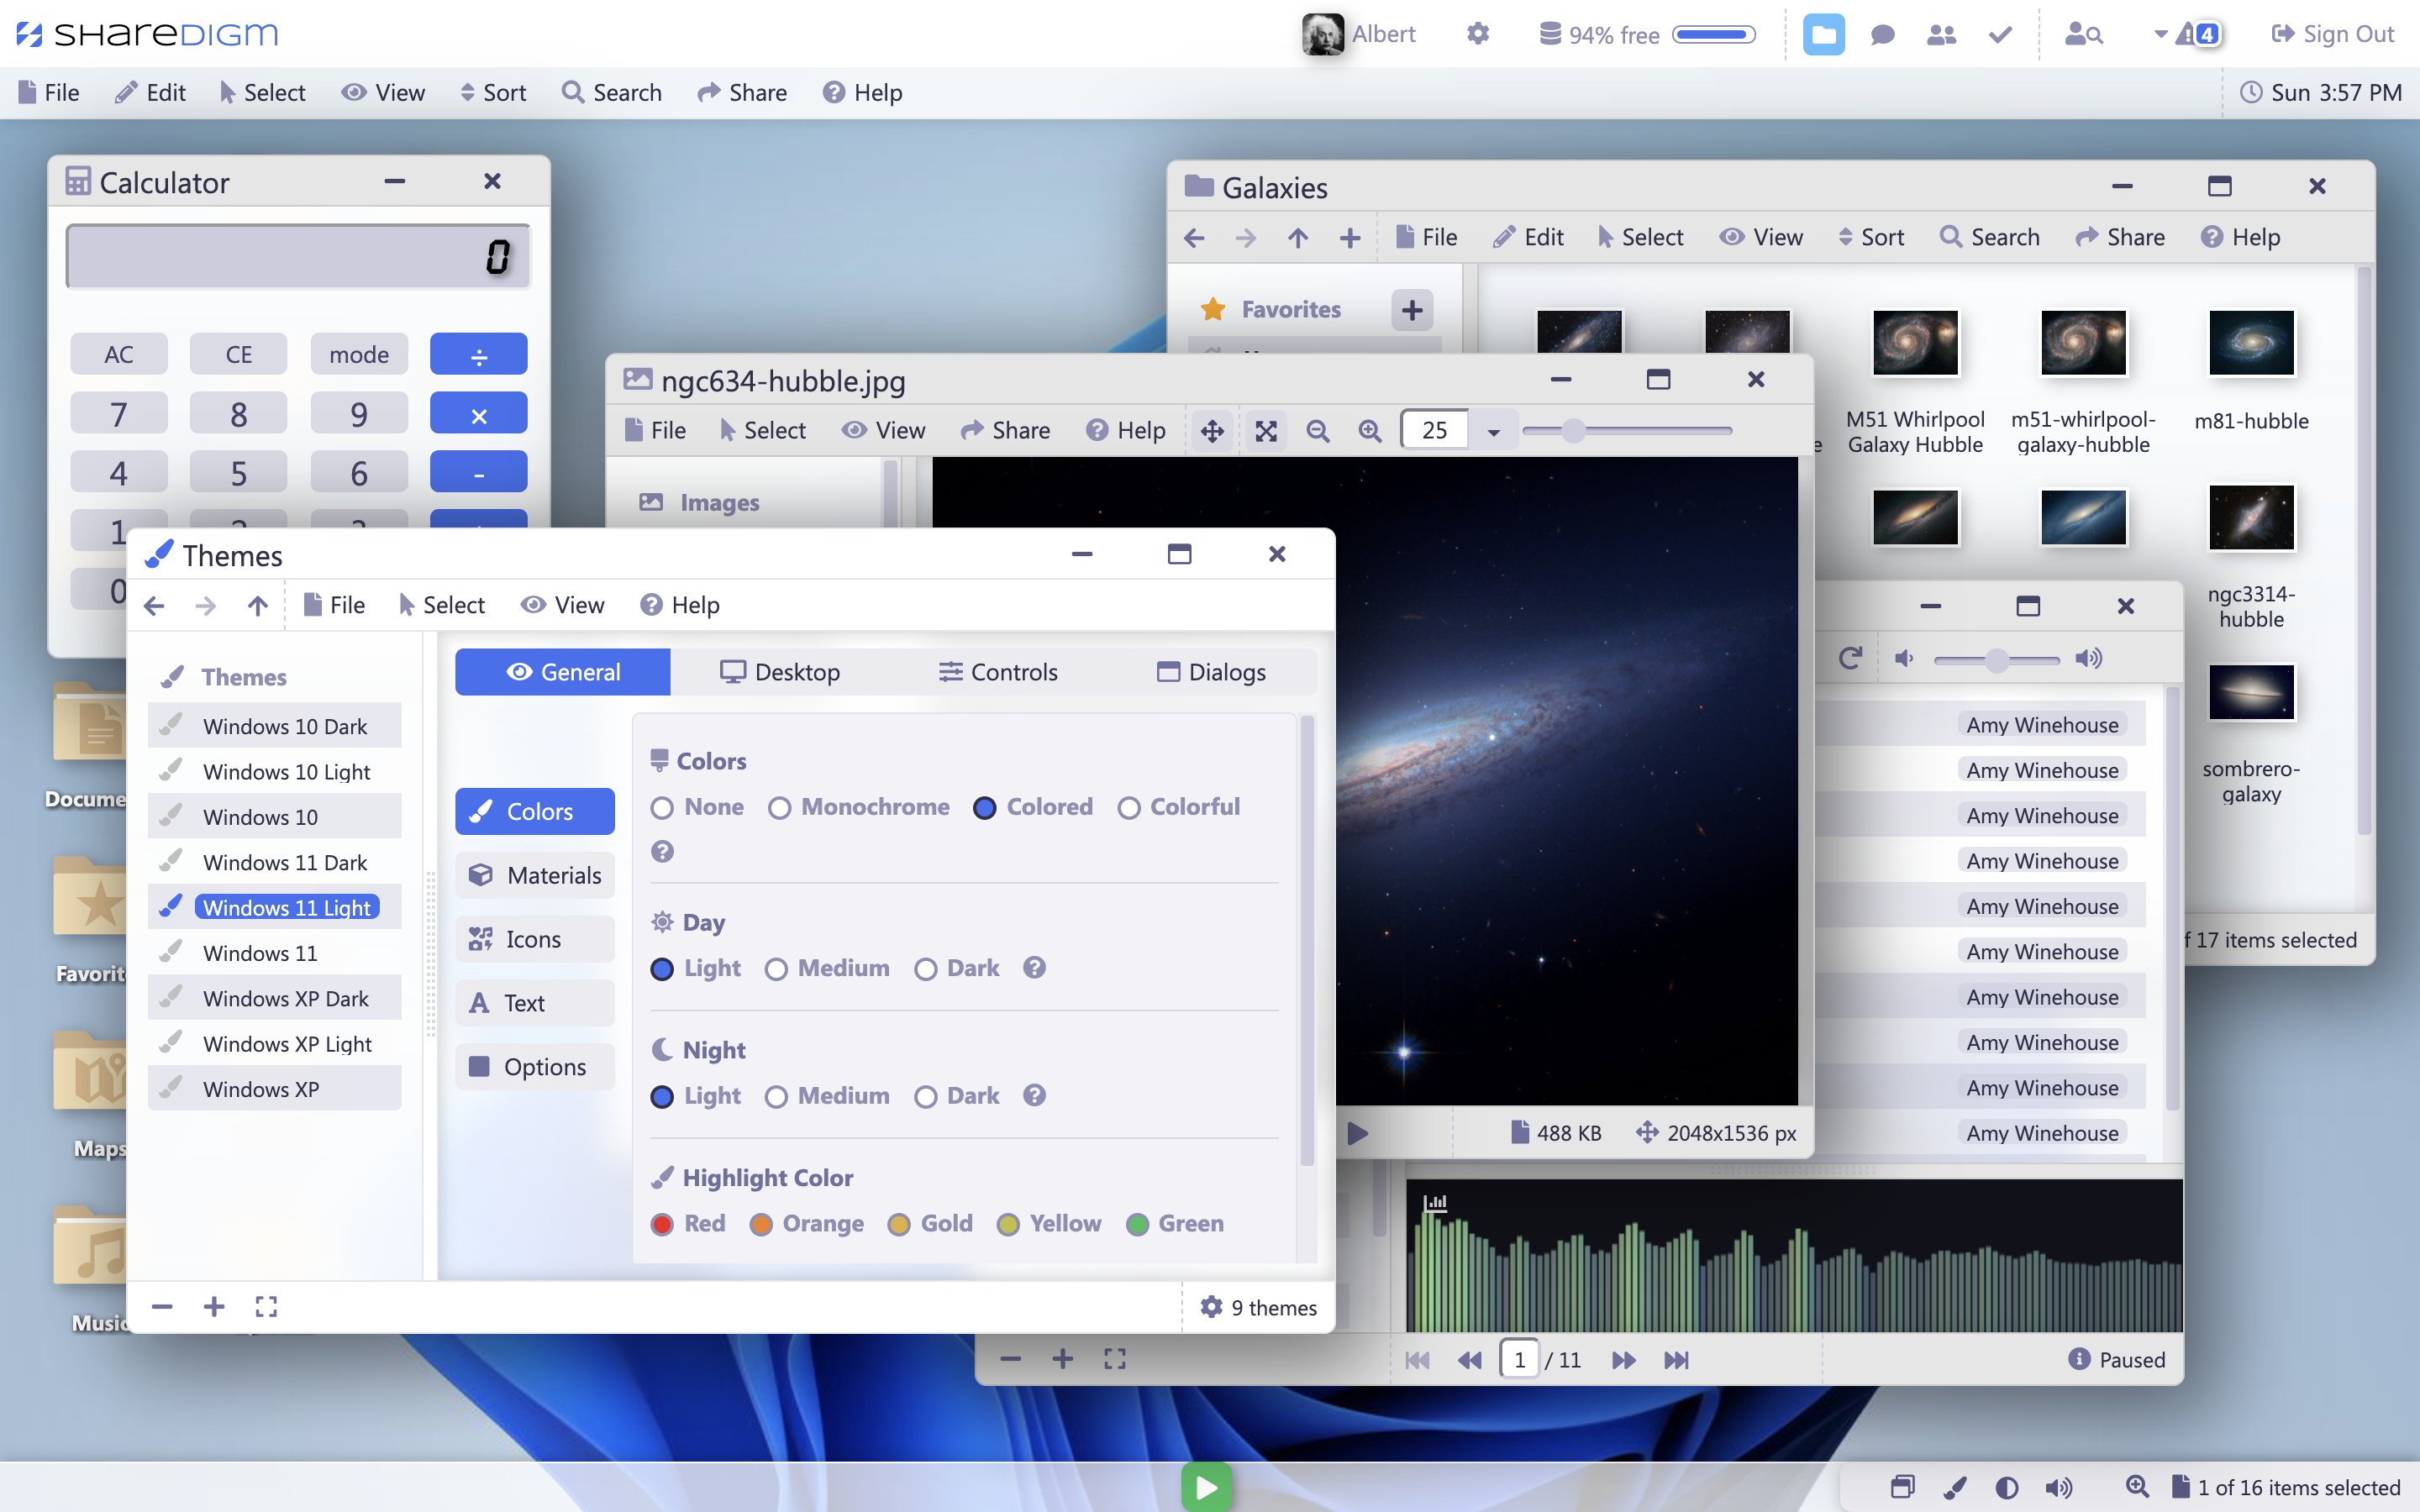 SHAREDIGM
Albert
94% free
4
Sign Out
File Edit Select View Sort Search Share Help
Sun 3:57 PM
Calculator
0
AC CE mode ÷
7 8 9 ×
4 5 6 -
1
0
Galaxies
File Edit Select View Sort Search Share Help
Favorites
M51 Whirlpool
Galaxy Hubble
m51-whirlpool-
galaxy-hubble
m81-hubble
ngc3314-
hubble
sombrero-
galaxy
17 items selected
ngc634-hubble.jpg
File Select View Share Help 25
Images
488 KB 2048x1536 px
Themes
File Select View Help
Themes
Windows 10 Dark
Windows 10 Light
Windows 10
Windows 11 Dark
Windows 11 Light
Windows 11
Windows XP Dark
Windows XP Light
Windows XP
General Desktop Controls Dialogs
Colors
Materials
Icons
Text
Options
Colors
None Monochrome Colored Colorful
Day
Light Medium Dark
Night
Light Medium Dark
Highlight Color
Red Orange Gold Yellow Green
9 themes
Amy Winehouse
Amy Winehouse
Amy Winehouse
Amy Winehouse
Amy Winehouse
Amy Winehouse
Amy Winehouse
Amy Winehouse
Amy Winehouse
Amy Winehouse
1 / 11
Paused
Maps
Music
1 of 16 items selected